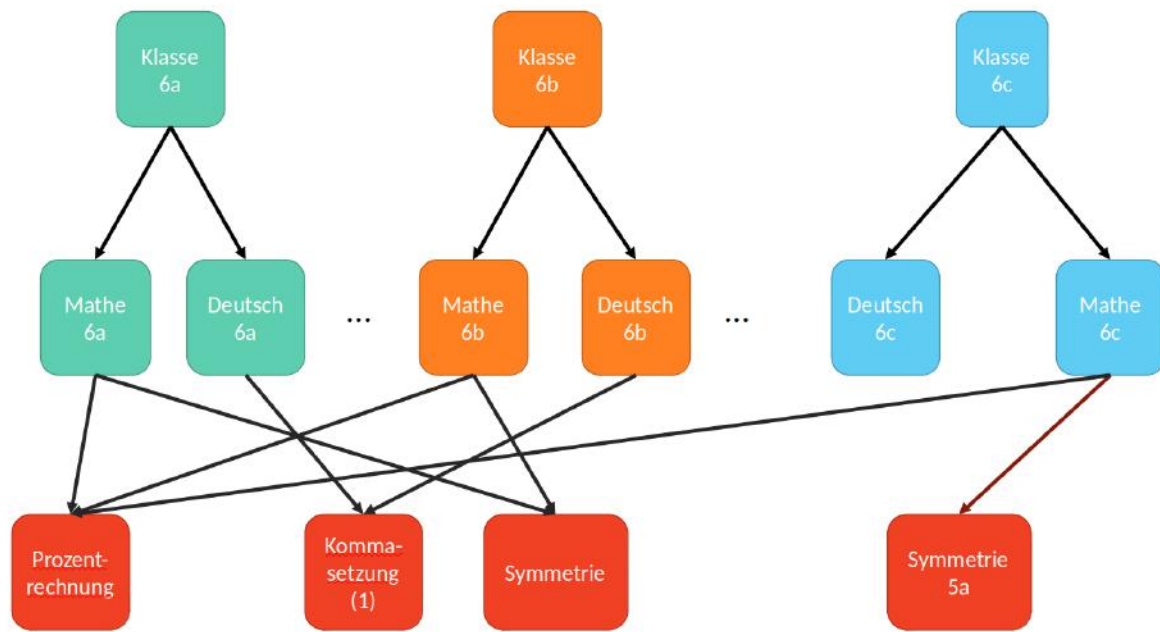 Klasse
6a
Klasse
6b
Klasse
6c
Mathe
6a
Deutsch
6a
...
Mathe
6b
Deutsch
6b
...
Deutsch
6c
Mathe
6c
Prozent-
rechnung
Komma-
setzung
(1)
Symmetrie
Symmetrie
5a